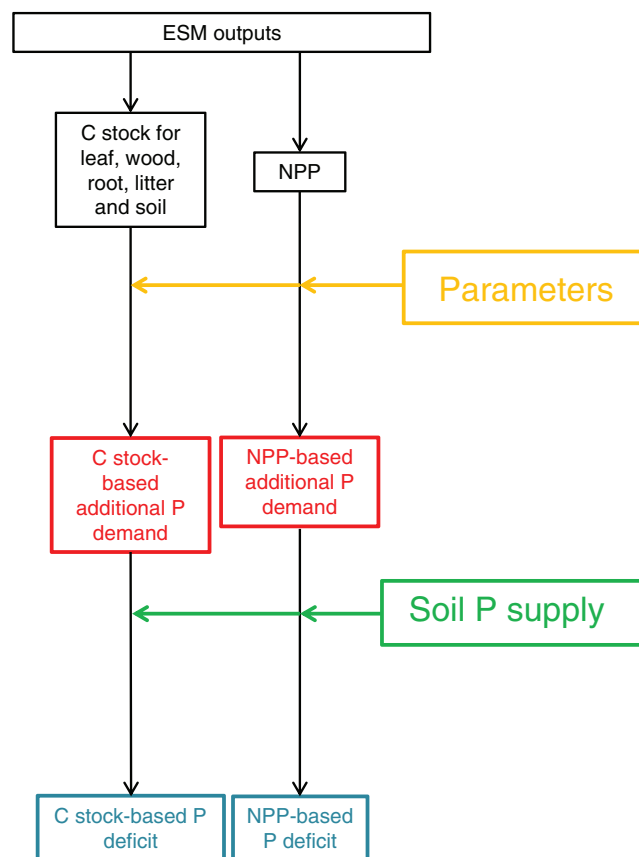 ESM outputs
C stock for
leaf, wood,
root, litter
and soil
NPP
Parameters
C stock-
based
additional P
demand
NPP-based
additional P
demand
Soil P supply
C stock-based P
deficit
NPP-based
P deficit